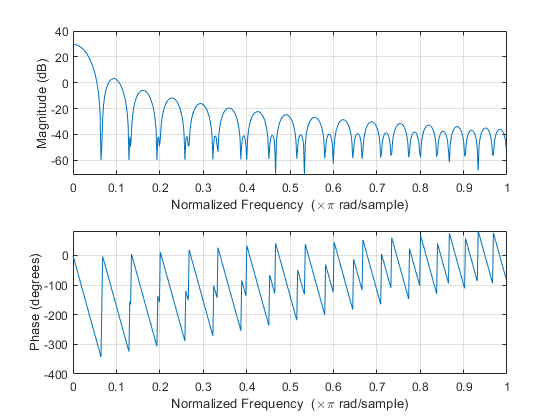 40
20
0
-20
-40
-60
Magnitude (dB)
0 0.1 0.2 0.3 0.4 0.5 0.6 0.7 0.8 0.9 1
Normalized Frequency (×π rad/sample)
0
-100
-200
-300
-400
Phase (degrees)
0 0.1 0.2 0.3 0.4 0.5 0.6 0.7 0.8 0.9 1
Normalized Frequency (×π rad/sample)